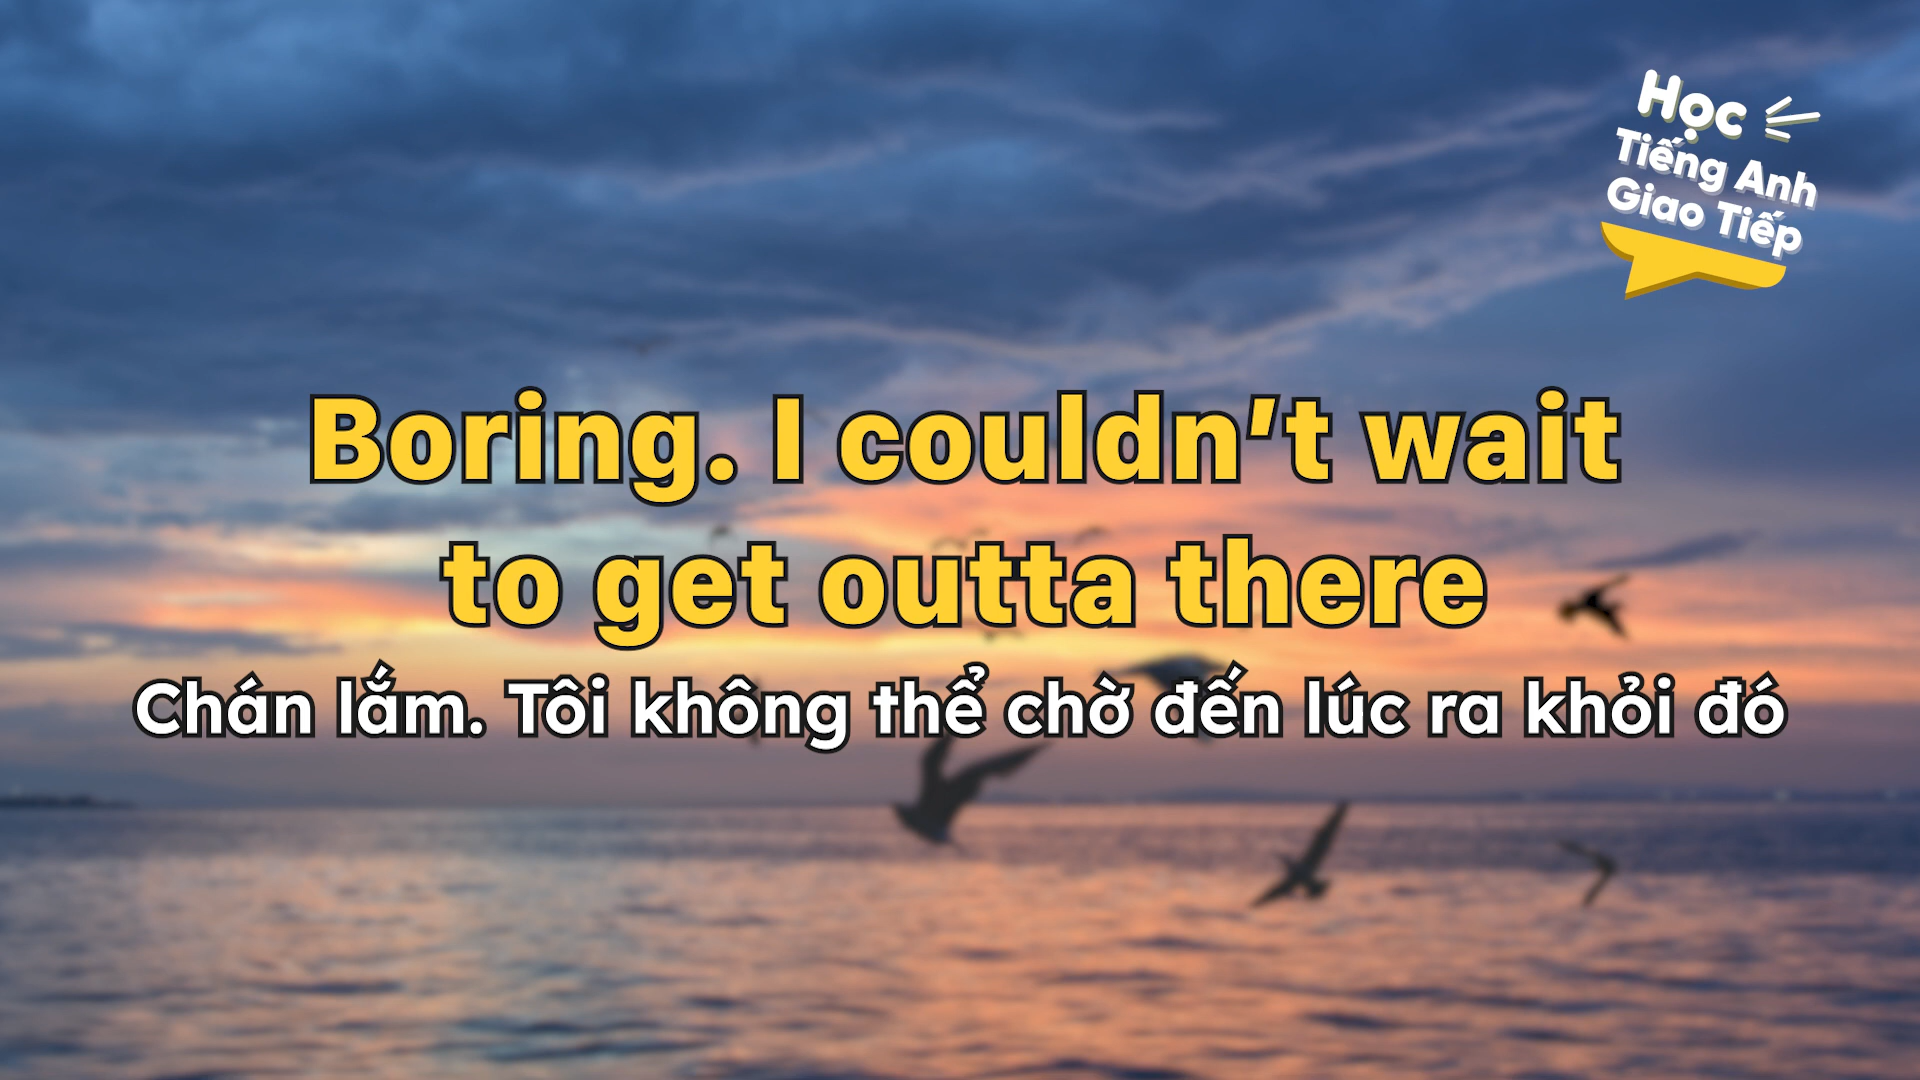 Học
Tiếng Anh
Giao Tiếp
Boring. I couldn’t wait
to get outta there
Chán lắm. Tôi không thể chờ đến lúc ra khỏi đó